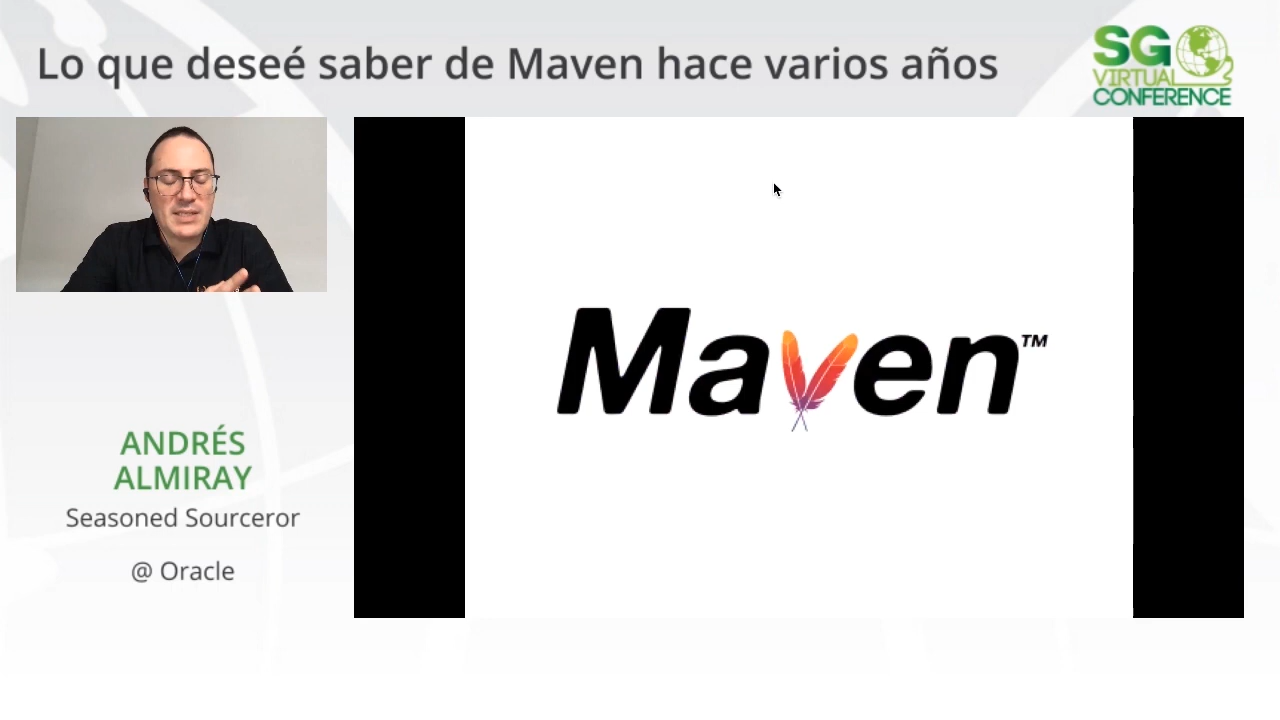 Lo que deseé saber de Maven hace varios años
SG
VIRTUAL
CONFERENCE
Maven™
ANDRÉS
ALMIRAY
Seasoned Sourceror
@ Oracle